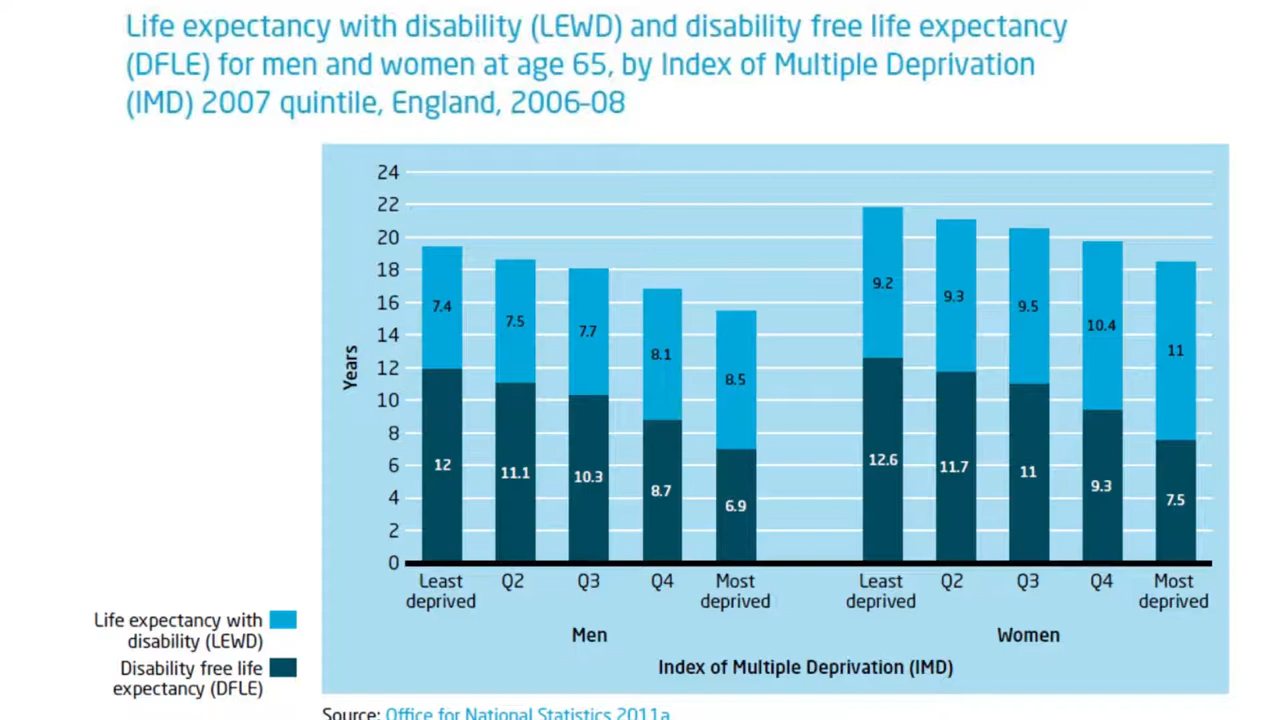 Life expectancy with disability (LEWD) and disability free life expectancy
(DFLE) for men and women at age 65, by Index of Multiple Deprivation
(IMD) 2007 quintile, England, 2006–08
24
22
20
18
16
14
12
10
8
6
4
2
0
Years
7.4
7.5
7.7
8.1
8.5
9.2
9.3
9.5
10.4
11
12
11.1
10.3
8.7
6.9
12.6
11.7
11
9.3
7.5
Least deprived
Q2
Q3
Q4
Most deprived
Least deprived
Q2
Q3
Q4
Most deprived
Men
Women
Index of Multiple Deprivation (IMD)
Life expectancy with
disability (LEWD)
Disability free life
expectancy (DFLE)
Source: Office for National Statistics 2011a